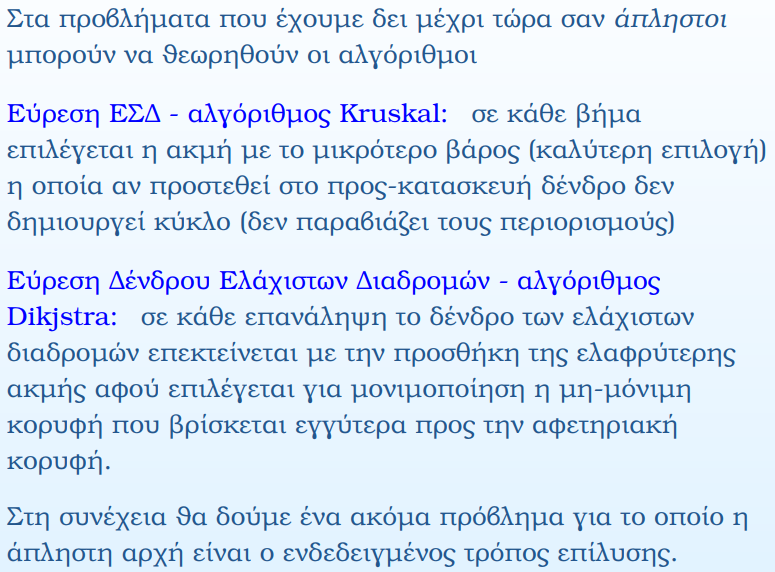 Στα προβλήματα που έχουμε δει μέχρι τώρα σαν άπληστοι
μπορούν να θεωρηθούν οι αλγόριθμοι
Εύρεση ΕΣΔ - αλγόριθμος Kruskal: σε κάθε βήμα
επιλέγεται η ακμή με το μικρότερο βάρος (καλύτερη επιλογή)
η οποία αν προστεθεί στο προς-κατασκευή δένδρο δεν
δημιουργεί κύκλο (δεν παραβιάζει τους περιορισμούς)
Εύρεση Δένδρου Ελάχιστων Διαδρομών - αλγόριθμος
Dikjstra: σε κάθε επανάληψη το δένδρο των ελάχιστων
διαδρομών επεκτείνεται με την προσθήκη της ελαφρύτερης
ακμής αφού επιλέγεται για μονιμοποίηση η μη-μόνιμη
κορυφή που βρίσκεται εγγύτερα προς την αφετηριακή
κορυφή.
Στη συνέχεια θα δούμε ένα ακόμα πρόβλημα για το οποίο η
άπληστη αρχή είναι ο ενδεδειγμένος τρόπος επίλυσης.